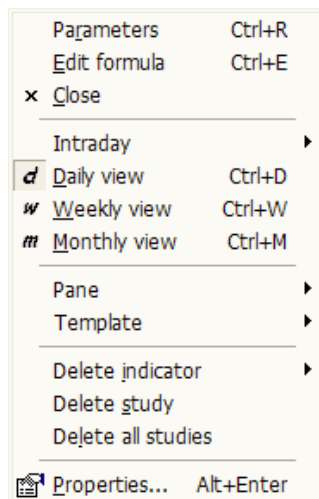 Parameters Ctrl+R
Edit formula Ctrl+E
Close
Intraday
d Daily view Ctrl+D
w Weekly view Ctrl+W
m Monthly view Ctrl+M
Pane
Template
Delete indicator
Delete study
Delete all studies
Properties... Alt+Enter